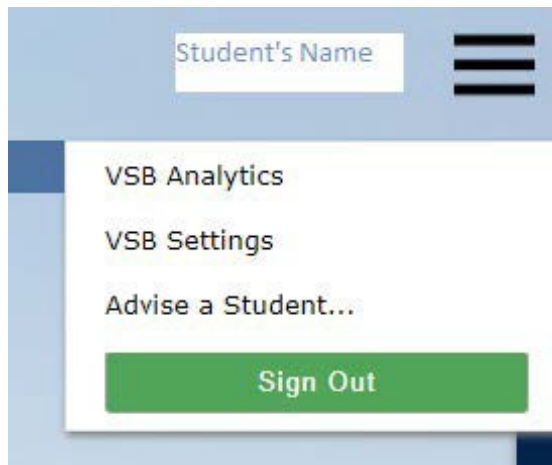 Student's Name
VSB Analytics
VSB Settings
Advise a Student...
Sign Out